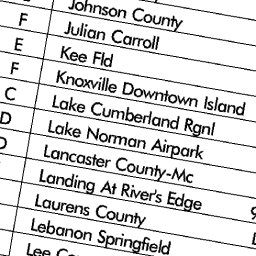 Johnson County
F Julian Carroll
E Kee Fld
F Knoxville Downtown Island
C Lake Cumberland Rgnl
D Lake Norman Airpark
Lancaster County-Mc
Landing At River's Edge
Laurens County
Lebanon Springfield
Lee